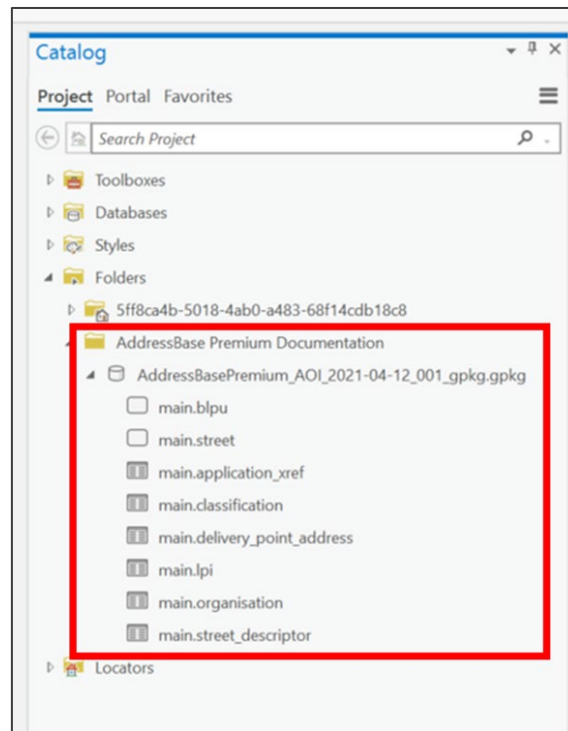 Catalog
Project Portal Favorites
Search Project
Toolboxes
Databases
Styles
Folders
5ff8ca4b-5018-4ab0-a483-68f14cdb18c8
AddressBase Premium Documentation
AddressBasePremium_AOI_2021-04-12_001_gpkg.gpkg
main.blpu
main.street
main.application_xref
main.classification
main.delivery_point_address
main.lpi
main.organisation
main.street_descriptor
Locators